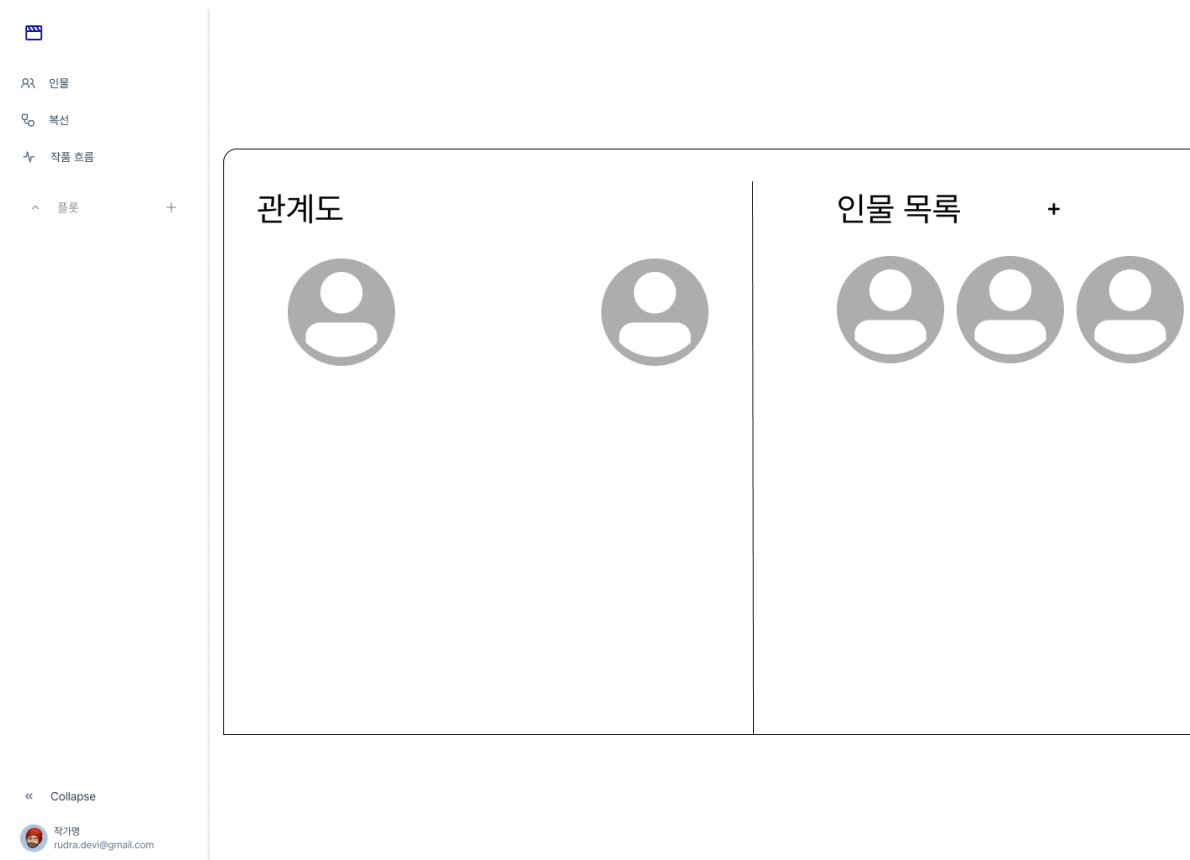 인물
복선
작품 흐름
플롯 +
관계도
인물 목록 +
Collapse
작가명
rudra.devi@gmail.com